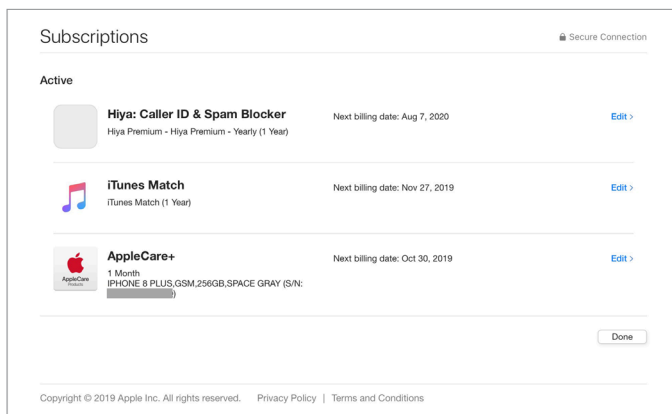 Subscriptions
Secure Connection
Active
Hiya: Caller ID & Spam Blocker
Hiya Premium - Hiya Premium - Yearly (1 Year)
Next billing date: Aug 7, 2020
Edit >
iTunes Match
iTunes Match (1 Year)
Next billing date: Nov 27, 2019
Edit >
AppleCare+
1 Month
IPHONE 8 PLUS,GSM,256GB,SPACE GRAY (S/N:
)
Next billing date: Oct 30, 2019
Edit >
AppleCare
Products
Done
Copyright © 2019 Apple Inc. All rights reserved. Privacy Policy | Terms and Conditions